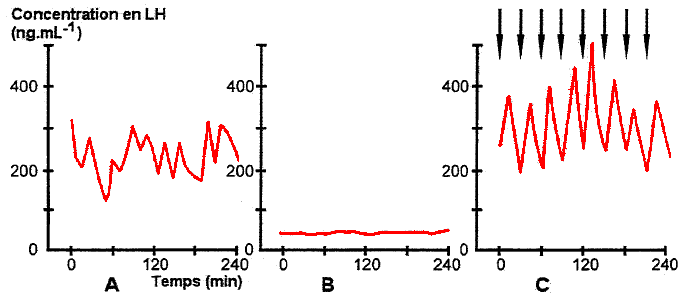 Concentration en LH
(ng.mL-1)
400 400 400
200 200 200
0 0 0
0 120 240 0 120 240 0 120 240
A Temps (min) B C